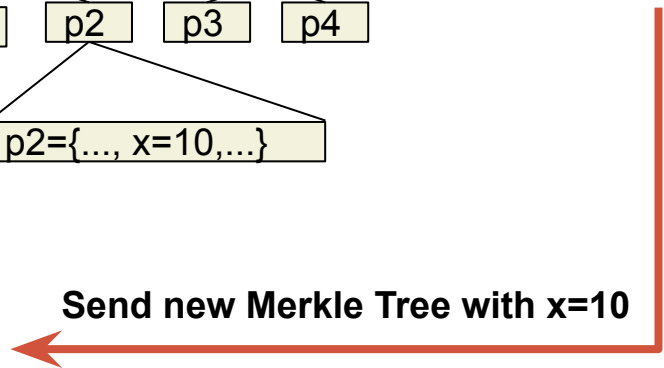 p2 p3 p4
p2={..., x=10,...}
Send new Merkle Tree with x=10